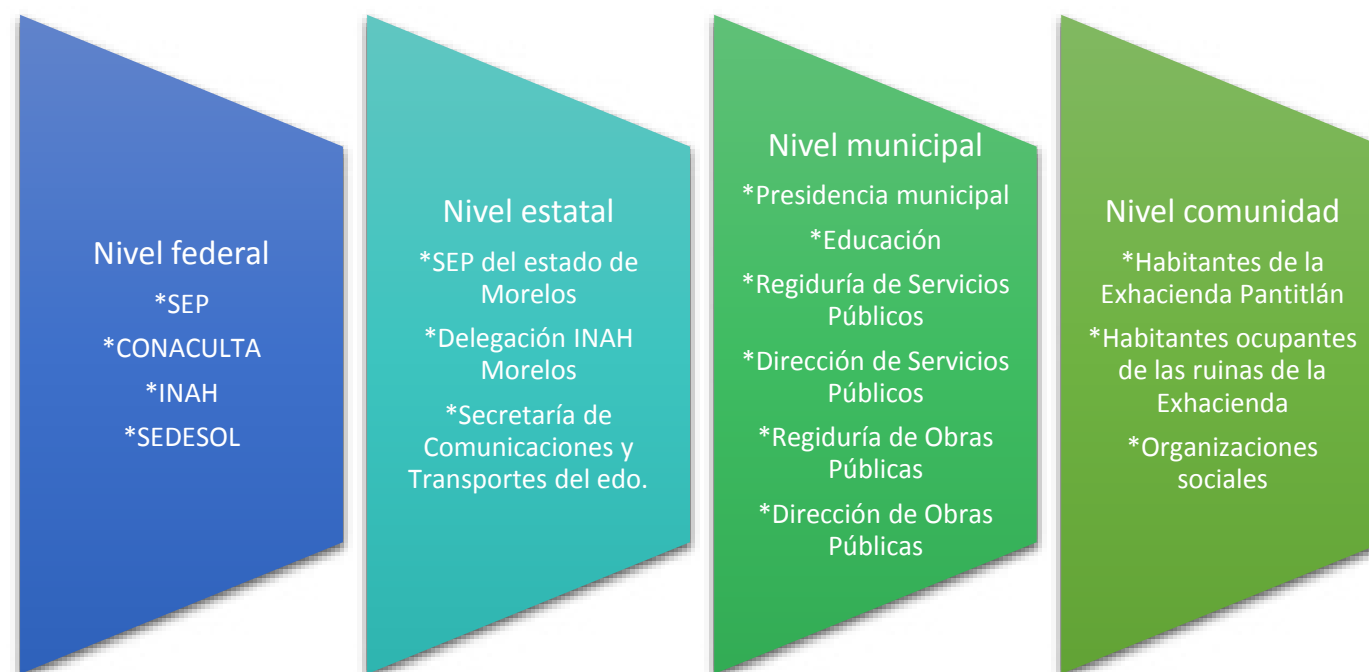 Nivel federal
*SEP
*CONACULTA
*INAH
*SEDESOL
Nivel estatal
*SEP del estado de
Morelos
*Delegación INAH
Morelos
*Secretaría de
Comunicaciones y
Transportes del edo.
Nivel municipal
*Presidencia municipal
*Educación
*Regiduría de Servicios
Públicos
*Dirección de Servicios
Públicos
*Regiduría de Obras
Públicas
*Dirección de Obras
Públicas
Nivel comunidad
*Habitantes de la
Exhacienda Pantitlán
*Habitantes ocupantes
de las ruinas de la
Exhacienda
*Organizaciones
sociales